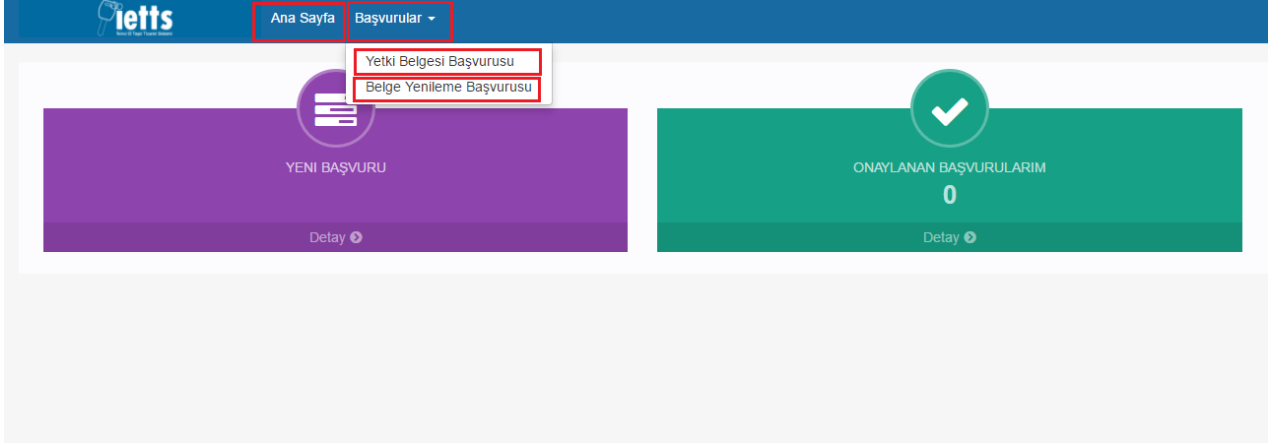 ietts
Ana Sayfa
Başvurular
Yetki Belgesi Başvurusu
Belge Yenileme Başvurusu
YENI BAŞVURU
Detay
ONAYLANAN BAŞVURULARIM
0
Detay